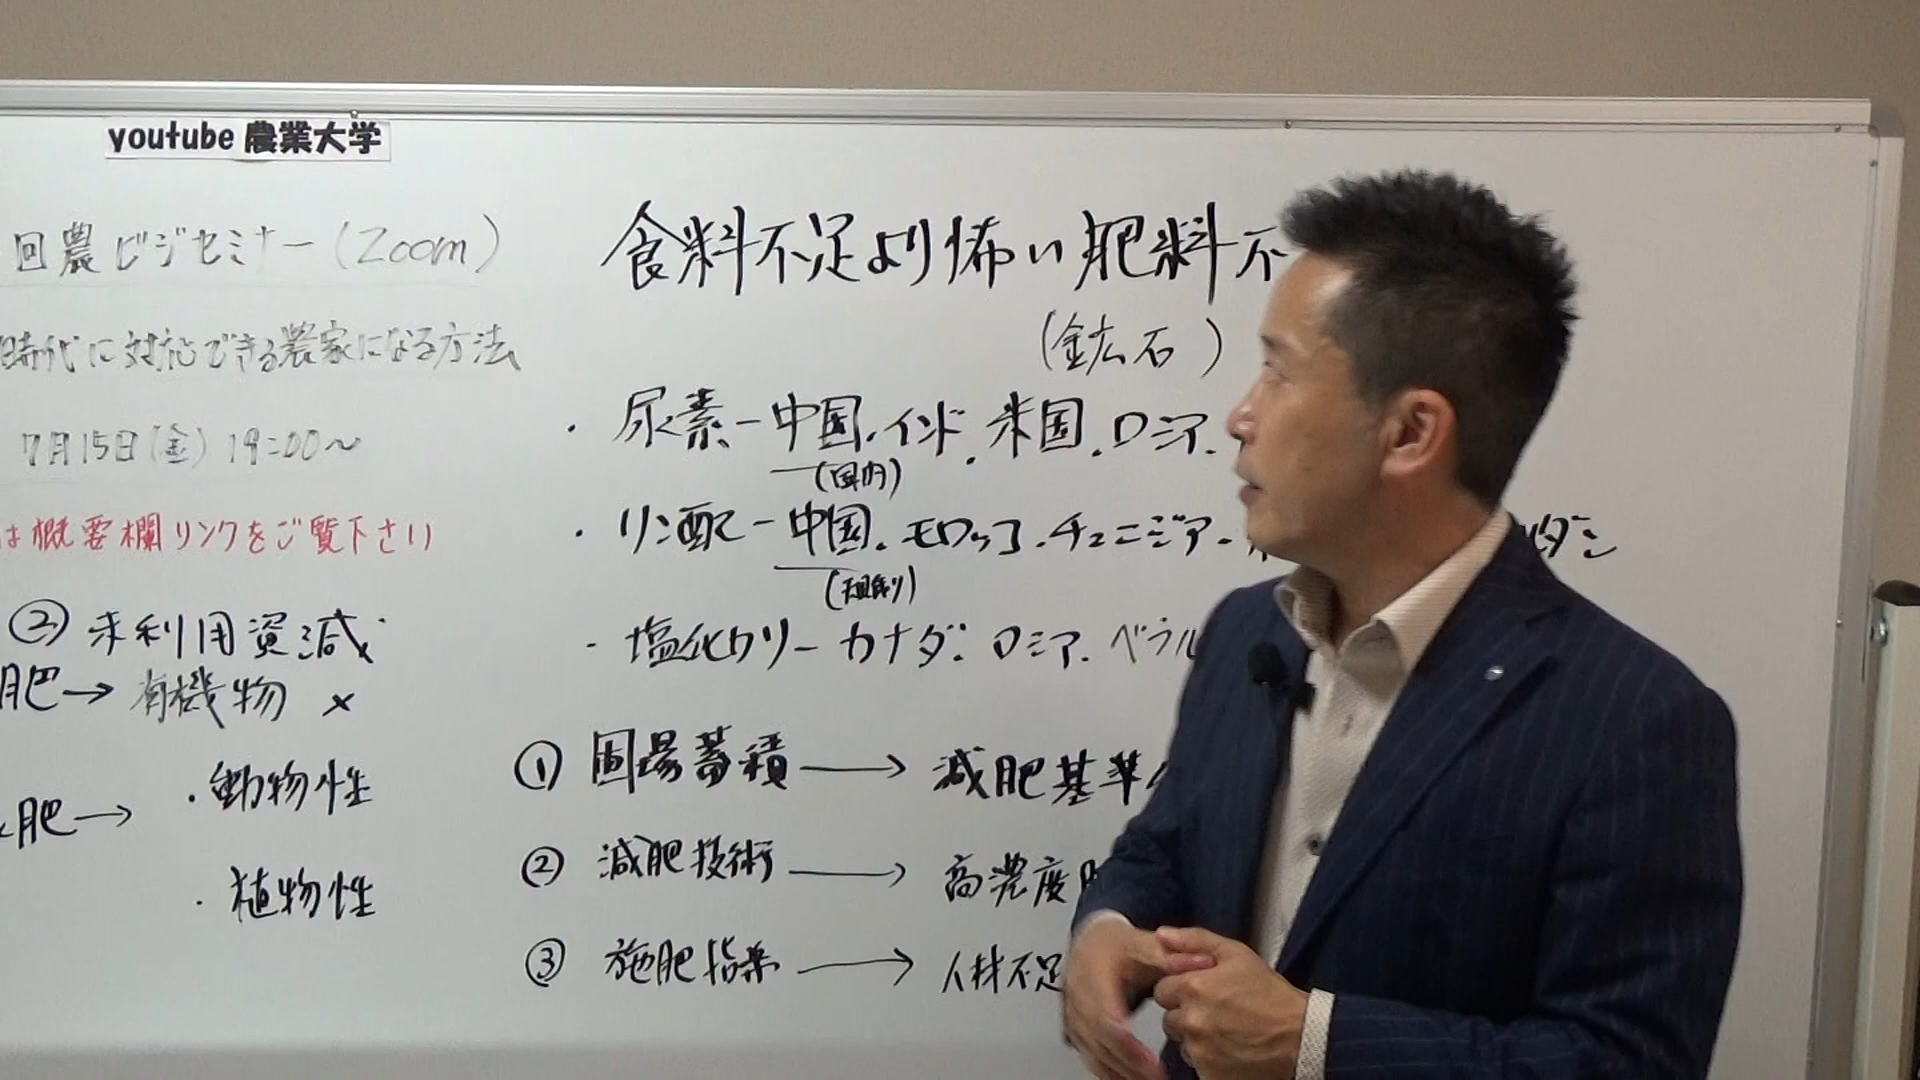 youtube 農業大学
回農ビジセミナー(Zoom)
時代に対応できる農家になる方法
7月15日(金)19:00〜
は概要欄リンクをご覧下さい
② 未利用資減
肥→有機物 ×
肥→ ・動物性
・植物性
食料不足より怖い肥料不
(鉱石)
・尿素−中国.インド.米国.ロシア.
(国内)
・リン酸−中国.モロッコ.チュニジア.
・塩化カリ−カナダ.ロシア.ベラル
① 圃場蓄積→減肥基準
② 減肥技術→高濃度
③ 施肥指導→人材不足